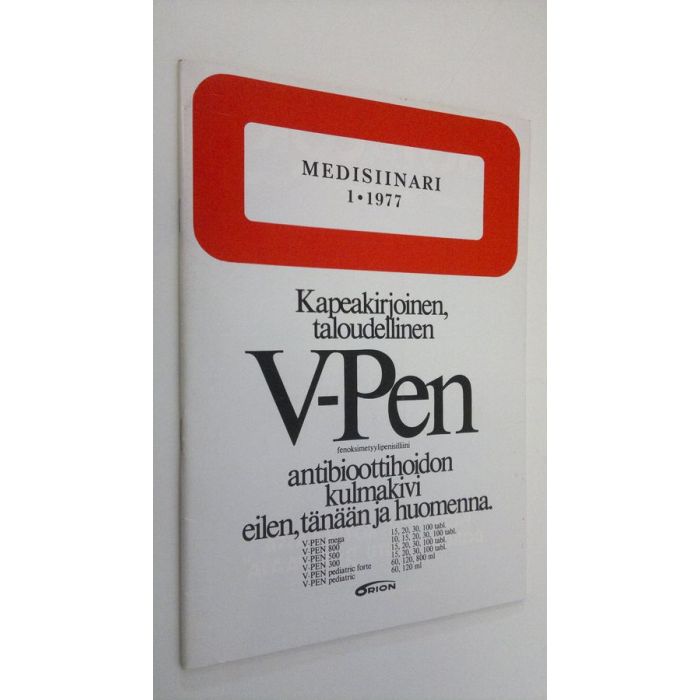 MEDISIINARI
1•1977
Kapeakirjoinen,
taloudellinen
V-Pen
fenoksimetyylipenisilliini
antibioottihoidon
kulmakivi
eilen, tänään ja huomenna.
V-PEN mega 15, 20, 30, 100 tabl.
V-PEN 800 10, 15, 20, 30, 100 tabl.
V-PEN 500 15, 20, 30, 100 tabl.
V-PEN 300 15, 20, 30, 100 tabl.
V-PEN pediatric forte 60, 120, 800 ml
V-PEN pediatric 60, 120 ml
ORION